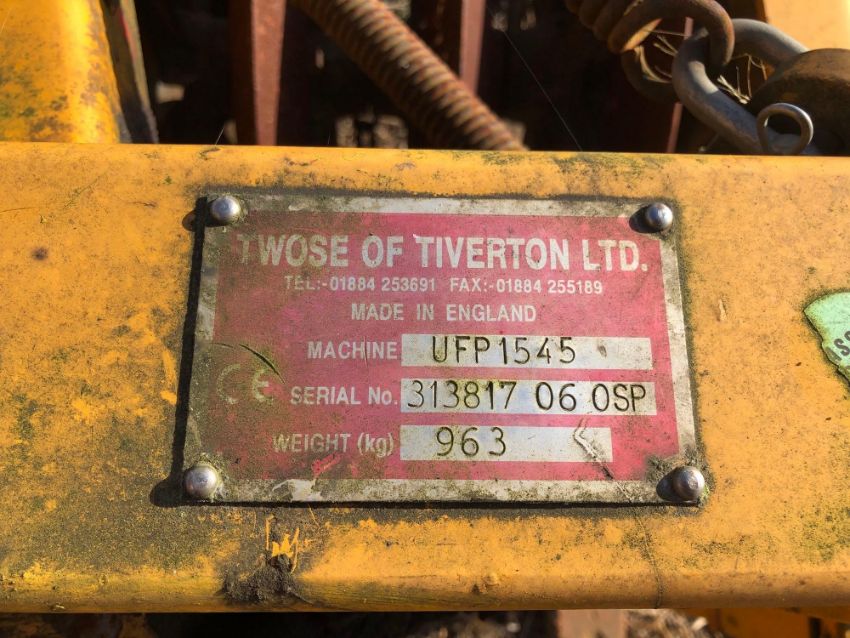 TWOSE OF TIVERTON LTD.
TEL:-01884 253691 FAX:-01884 255189
MADE IN ENGLAND
MACHINE UFP1545
CE SERIAL No. 313817 06 OSP
WEIGHT (kg) 963